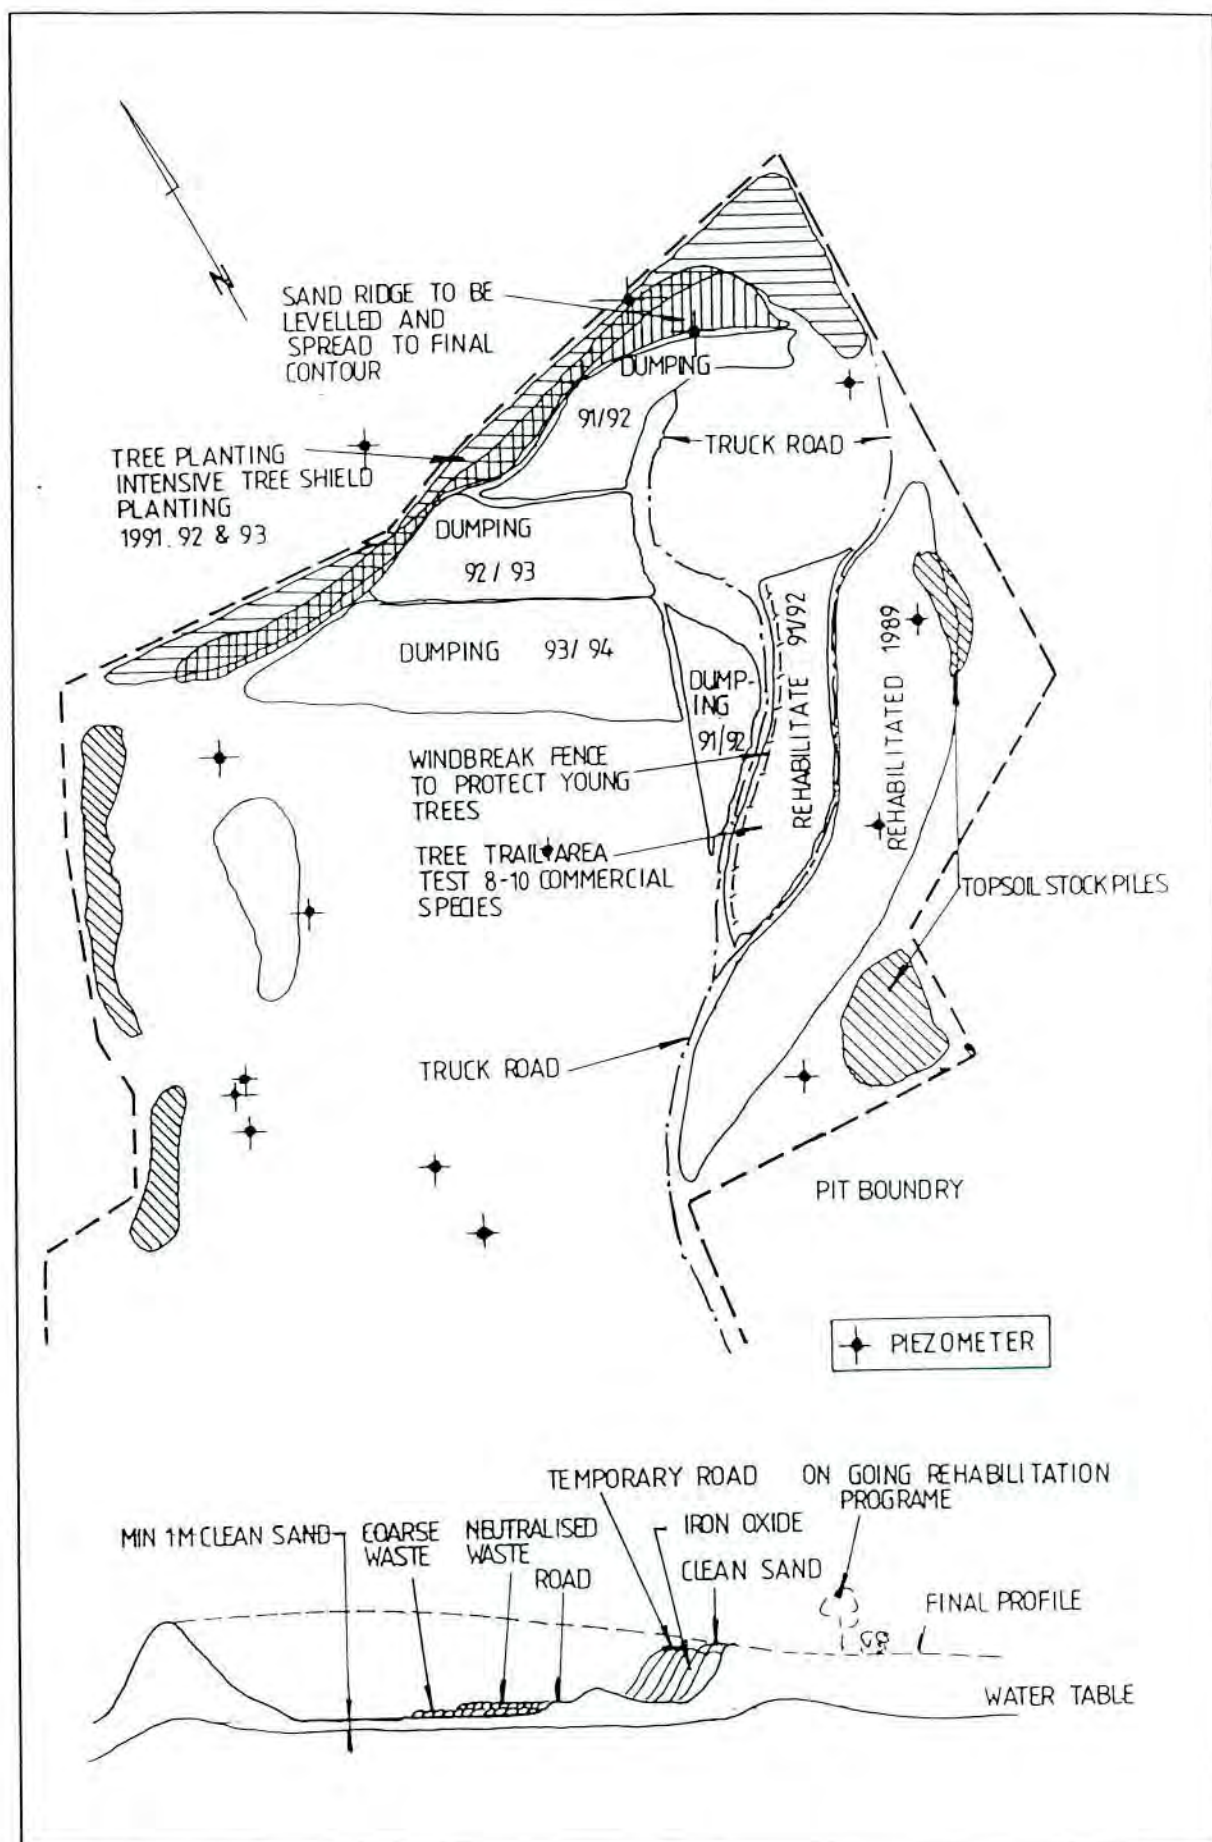 N
SAND RIDGE TO BE
LEVELLED AND
SPREAD TO FINAL
CONTOUR
DUMPING
91/92
TRUCK ROAD
TREE PLANTING
INTENSIVE TREE SHIELD
PLANTING
1991.92 & 93
DUMPING
92/93
DUMPING 93/94
DUMP-
ING
91/92
REHABILITATE 91/92
REHABILITATED 1989
WINDBREAK FENCE
TO PROTECT YOUNG
TREES
TREE TRAIL AREA
TEST 8-10 COMMERCIAL
SPECIES
TOPSOIL STOCK PILES
TRUCK ROAD
PIT BOUNDRY
PIEZOMETER
TEMPORARY ROAD
ON GOING REHABILITATION
PROGRAME
MIN 1M CLEAN SAND
COARSE
WASTE
NEUTRALISED
WASTE
ROAD
IRON OXIDE
CLEAN SAND
FINAL PROFILE
WATER TABLE